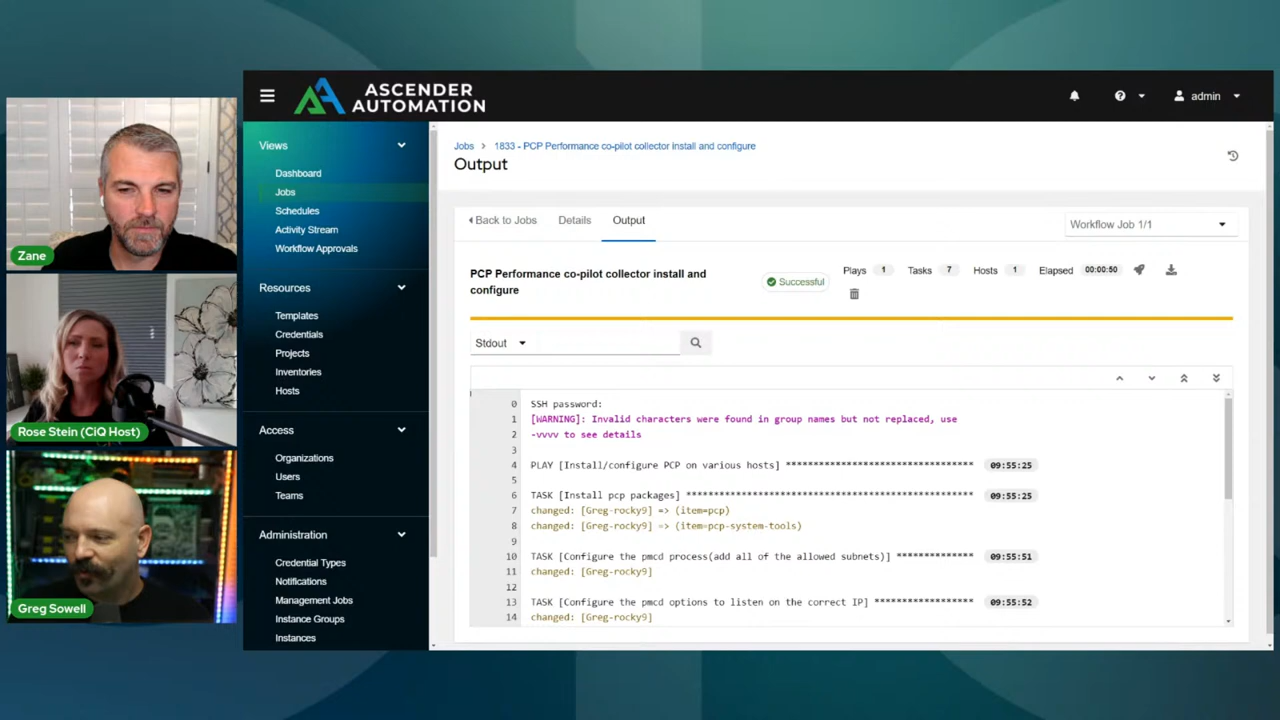 Zane
Rose Stein (CiQ Host)
Greg Sowell
ASCENDER
AUTOMATION
admin
Views
Dashboard
Jobs
Schedules
Activity Stream
Workflow Approvals
Resources
Templates
Credentials
Projects
Inventories
Hosts
Access
Organizations
Users
Teams
Administration
Credential Types
Notifications
Management Jobs
Instance Groups
Instances
Jobs > 1833 - PCP Performance co-pilot collector install and configure
Output
Back to Jobs Details Output Workflow Job 1/1
PCP Performance co-pilot collector install and
configure
Successful
Plays 1 Tasks 7 Hosts 1 Elapsed 00:00:50
Stdout
0 SSH password:
1 [WARNING]: Invalid characters were found in group names but not replaced, use
2 -vvvv to see details
3
4 PLAY [Install/configure PCP on various hosts] ********************************* 09:55:25
5
6 TASK [Install pcp packages] *************************************************** 09:55:25
7 changed: [Greg-rocky9] => (item=pcp)
8 changed: [Greg-rocky9] => (item=pcp-system-tools)
9
10 TASK [Configure the pmcd process(add all of the allowed subnets)] ************* 09:55:51
11 changed: [Greg-rocky9]
12
13 TASK [Configure the pmcd options to listen on the correct IP] ***************** 09:55:52
14 changed: [Greg-rocky9]